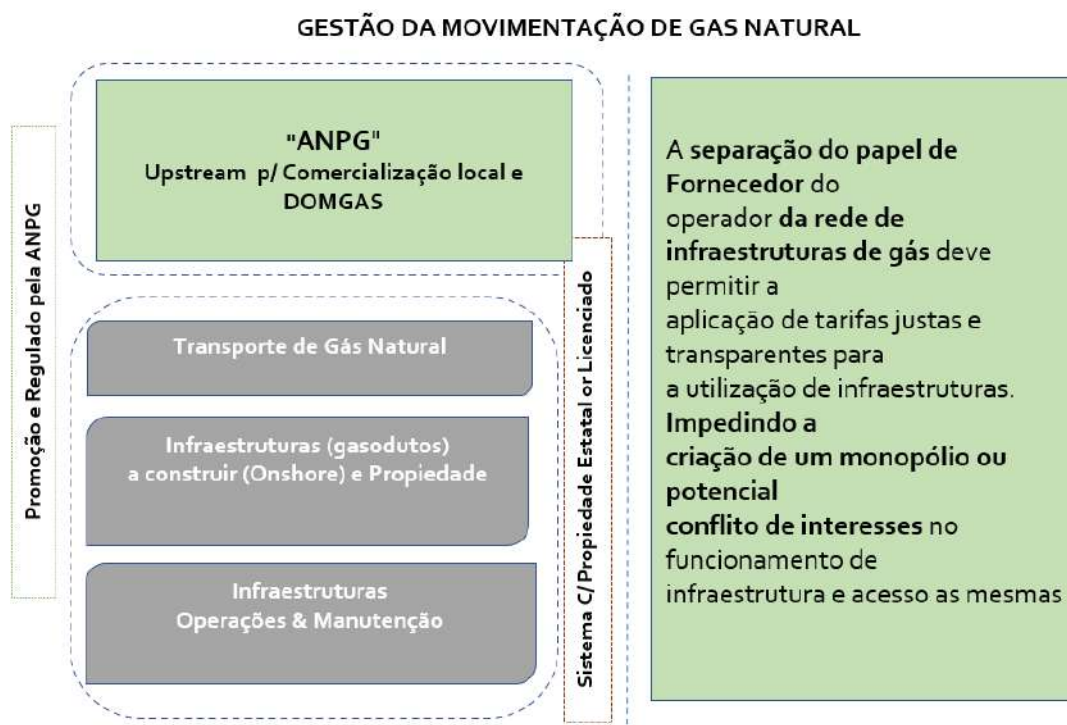 GESTÃO DA MOVIMENTAÇÃO DE GAS NATURAL
Promoção e Regulado pela ANPG
"ANPG"
Upstream p/ Comercialização local e
DOMGAS
Transporte de Gás Natural
Infraestruturas (gasodutos)
a construir (Onshore) e Propiedade
Infraestruturas
Operações & Manutenção
Sistema C/ Propiedade Estatal or Licenciado
A separação do papel de
Fornecedor do
operador da rede de
infraestruturas de gás deve
permitir a
aplicação de tarifas justas e
transparentes para
a utilização de infraestruturas.
Impedindo a
criação de um monopólio ou
potencial
conflito de interesses no
funcionamento de
infraestrutura e acesso as mesmas